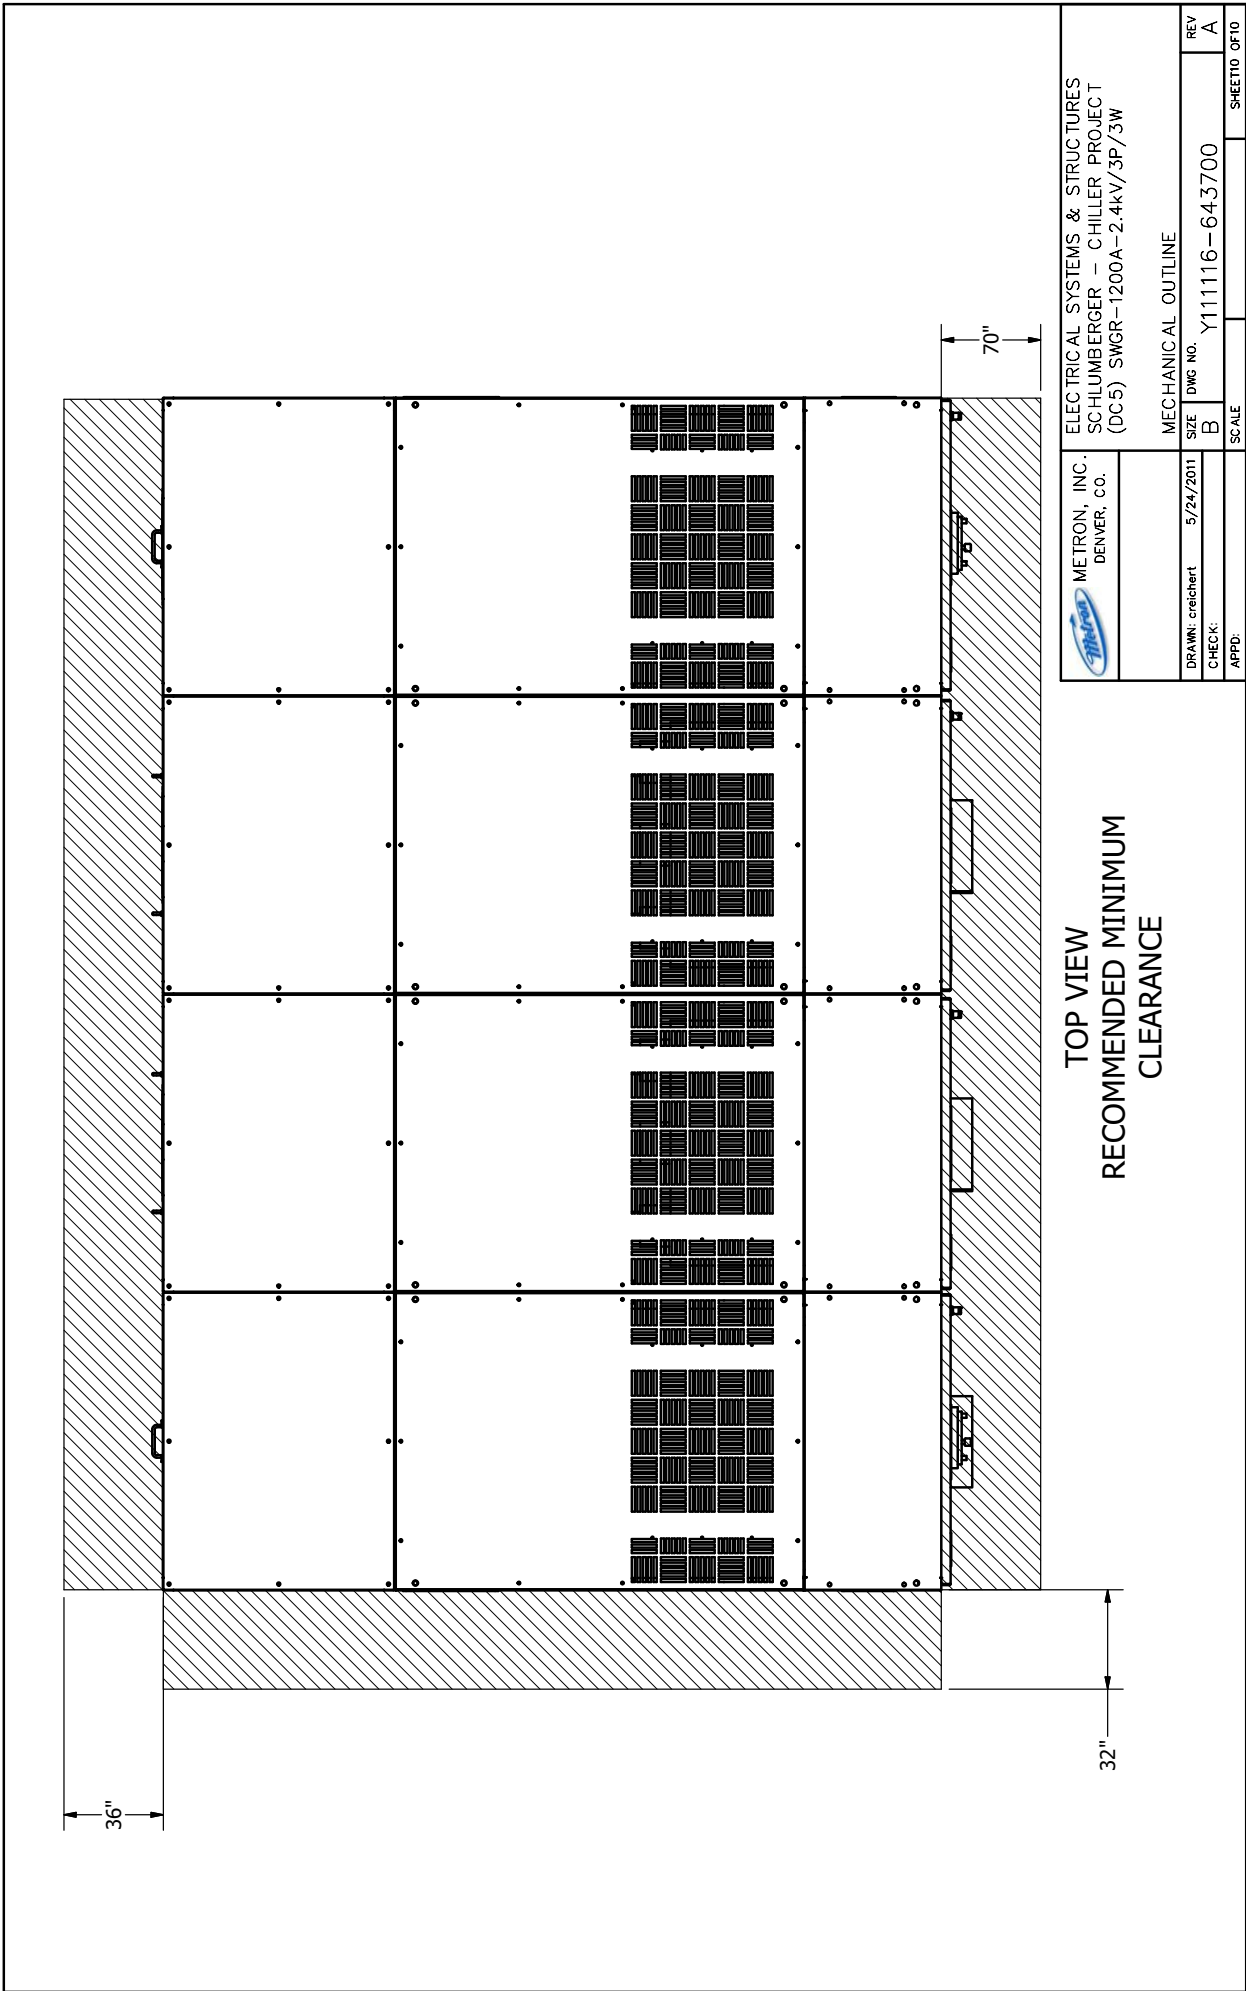 36"
70"
32"
TOP VIEW
RECOMMENDED MINIMUM
CLEARANCE
Metron
METRON, INC.
DENVER, CO.
ELECTRICAL SYSTEMS & STRUCTURES
SCHLUMBERGER - CHILLER PROJECT
(DC5) SWGR-1200A-2.4kV/3P/3W
MECHANICAL OUTLINE
DRAWN: creichert 5/24/2011
CHECK:
APPD:
SIZE
B
DWG NO.
Y111116-643700
REV
A
SCALE
SHEET10 OF10